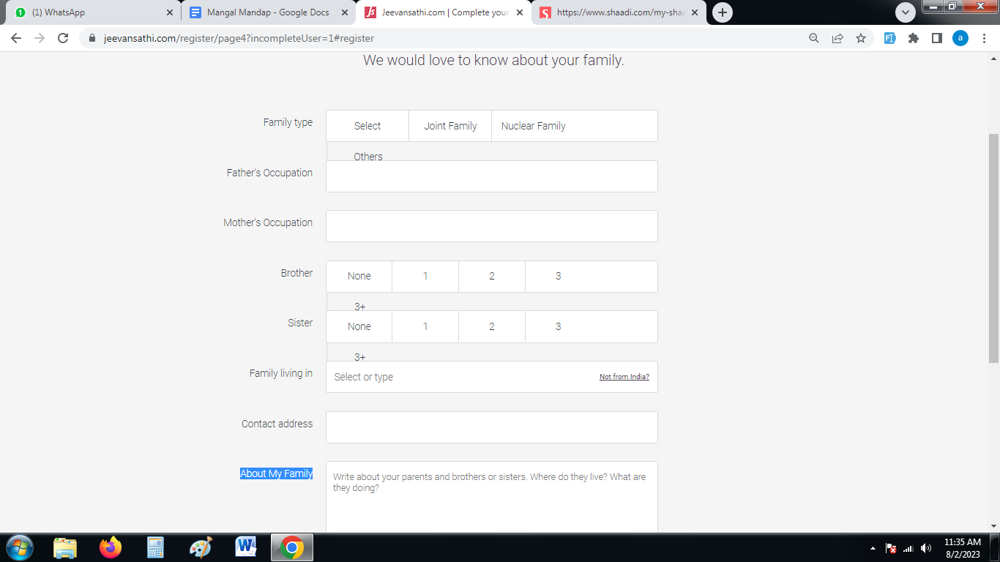 (1) WhatsApp
Mangal Mandap - Google Docs
Jeevansathi.com | Complete your
https://www.shaadi.com/my-shaa
jeevansathi.com/register/page4?incompleteUser=1#register
a
We would love to know about your family.
Family type
Select
Joint Family
Nuclear Family
Others
Father's Occupation
Mother's Occupation
Brother
None
1
2
3
3+
Sister
None
1
2
3
3+
Family living in
Select or type
Not from India?
Contact address
About My Family
Write about your parents and brothers or sisters. Where do they live? What are
they doing?
11:35 AM
8/2/2023